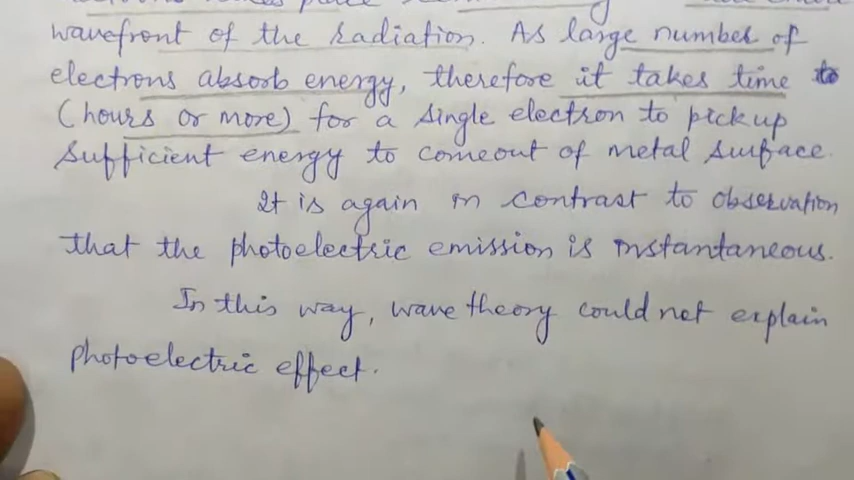 wavefront of the radiation. As large number of
electrons absorb energy, therefore it takes time to
(hours or more) for a single electron to pickup
sufficient energy to comeout of metal surface.
It is again in contrast to observation
that the photoelectric emission is instantaneous.
In this way, wave theory could not explain
photoelectric effect.